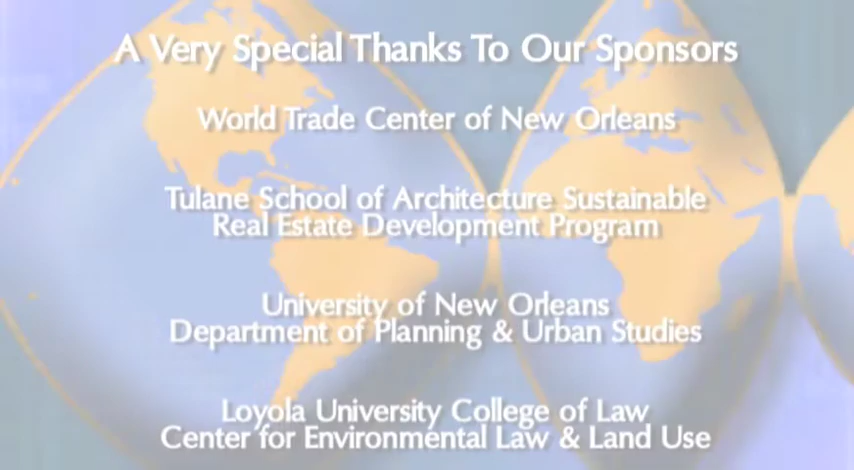 A Very Special Thanks To Our Sponsors
World Trade Center of New Orleans
Tulane School of Architecture Sustainable
Real Estate Development Program
University of New Orleans
Department of Planning & Urban Studies
Loyola University College of Law
Center for Environmental Law & Land Use